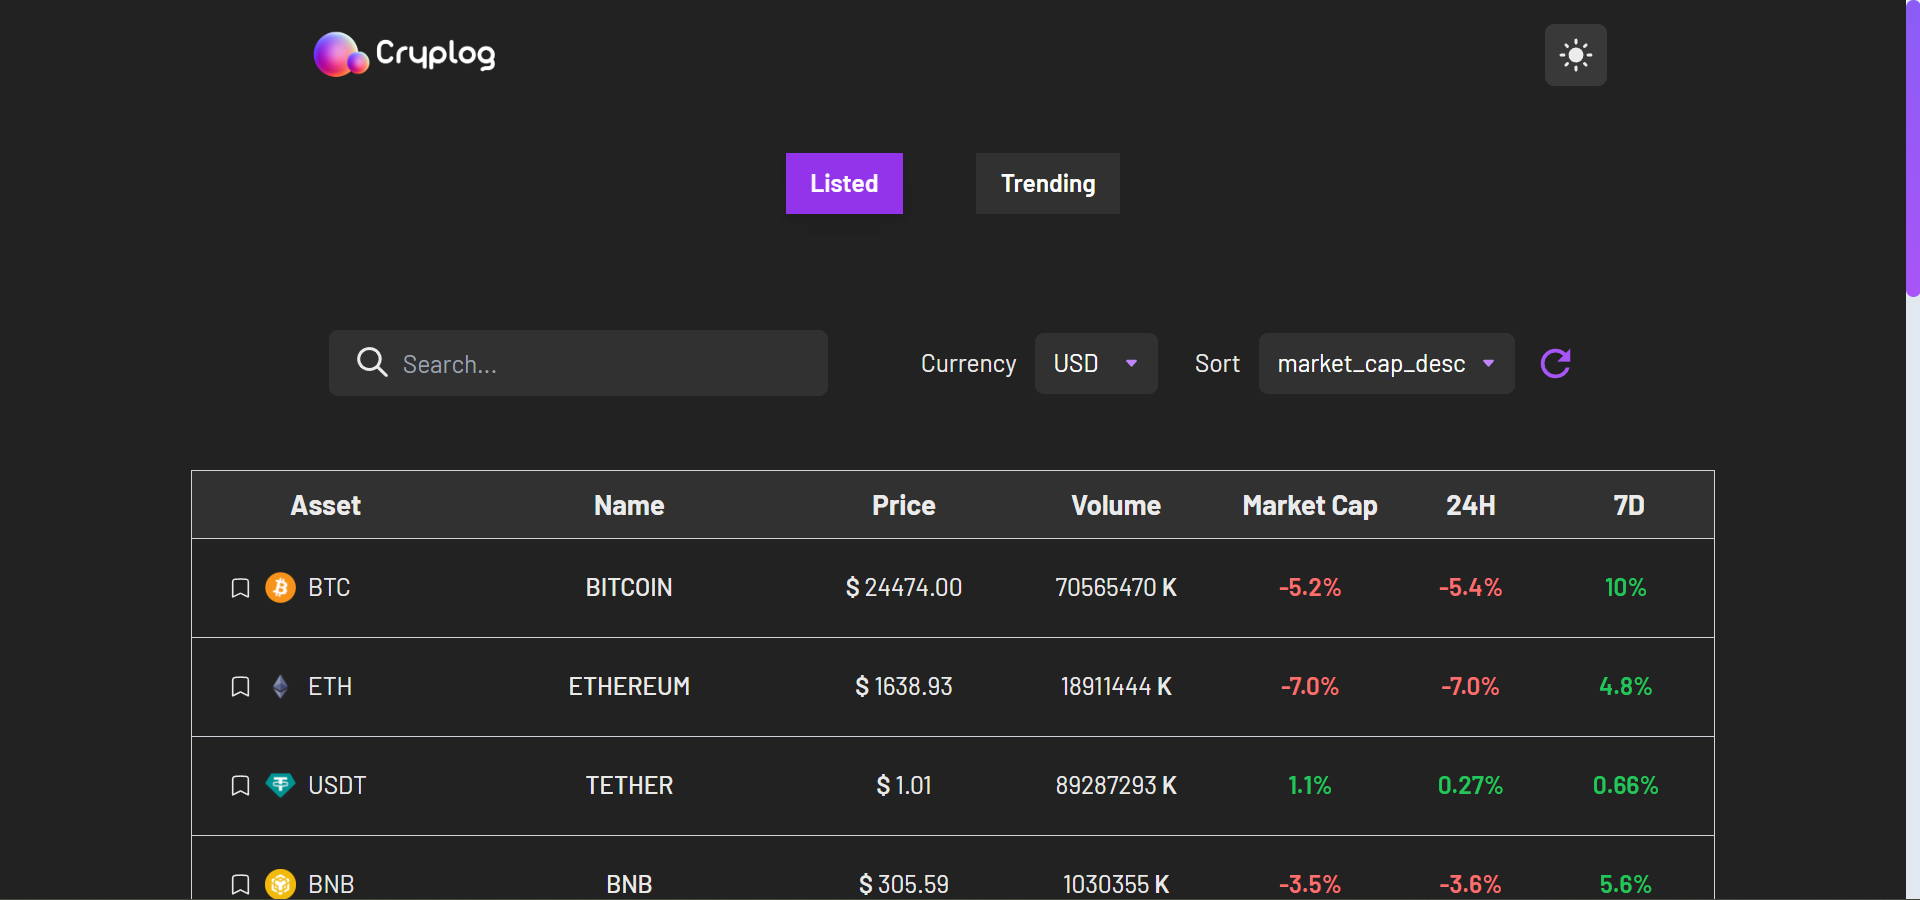 Cryplog
Listed Trending
Search... Currency USD Sort market_cap_desc
Asset Name Price Volume Market Cap 24H 7D
BTC BITCOIN $ 24474.00 70565470 K -5.2% -5.4% 10%
ETH ETHEREUM $ 1638.93 18911444 K -7.0% -7.0% 4.8%
USDT TETHER $ 1.01 89287293 K 1.1% 0.27% 0.66%
BNB BNB $ 305.59 1030355 K -3.5% -3.6% 5.6%